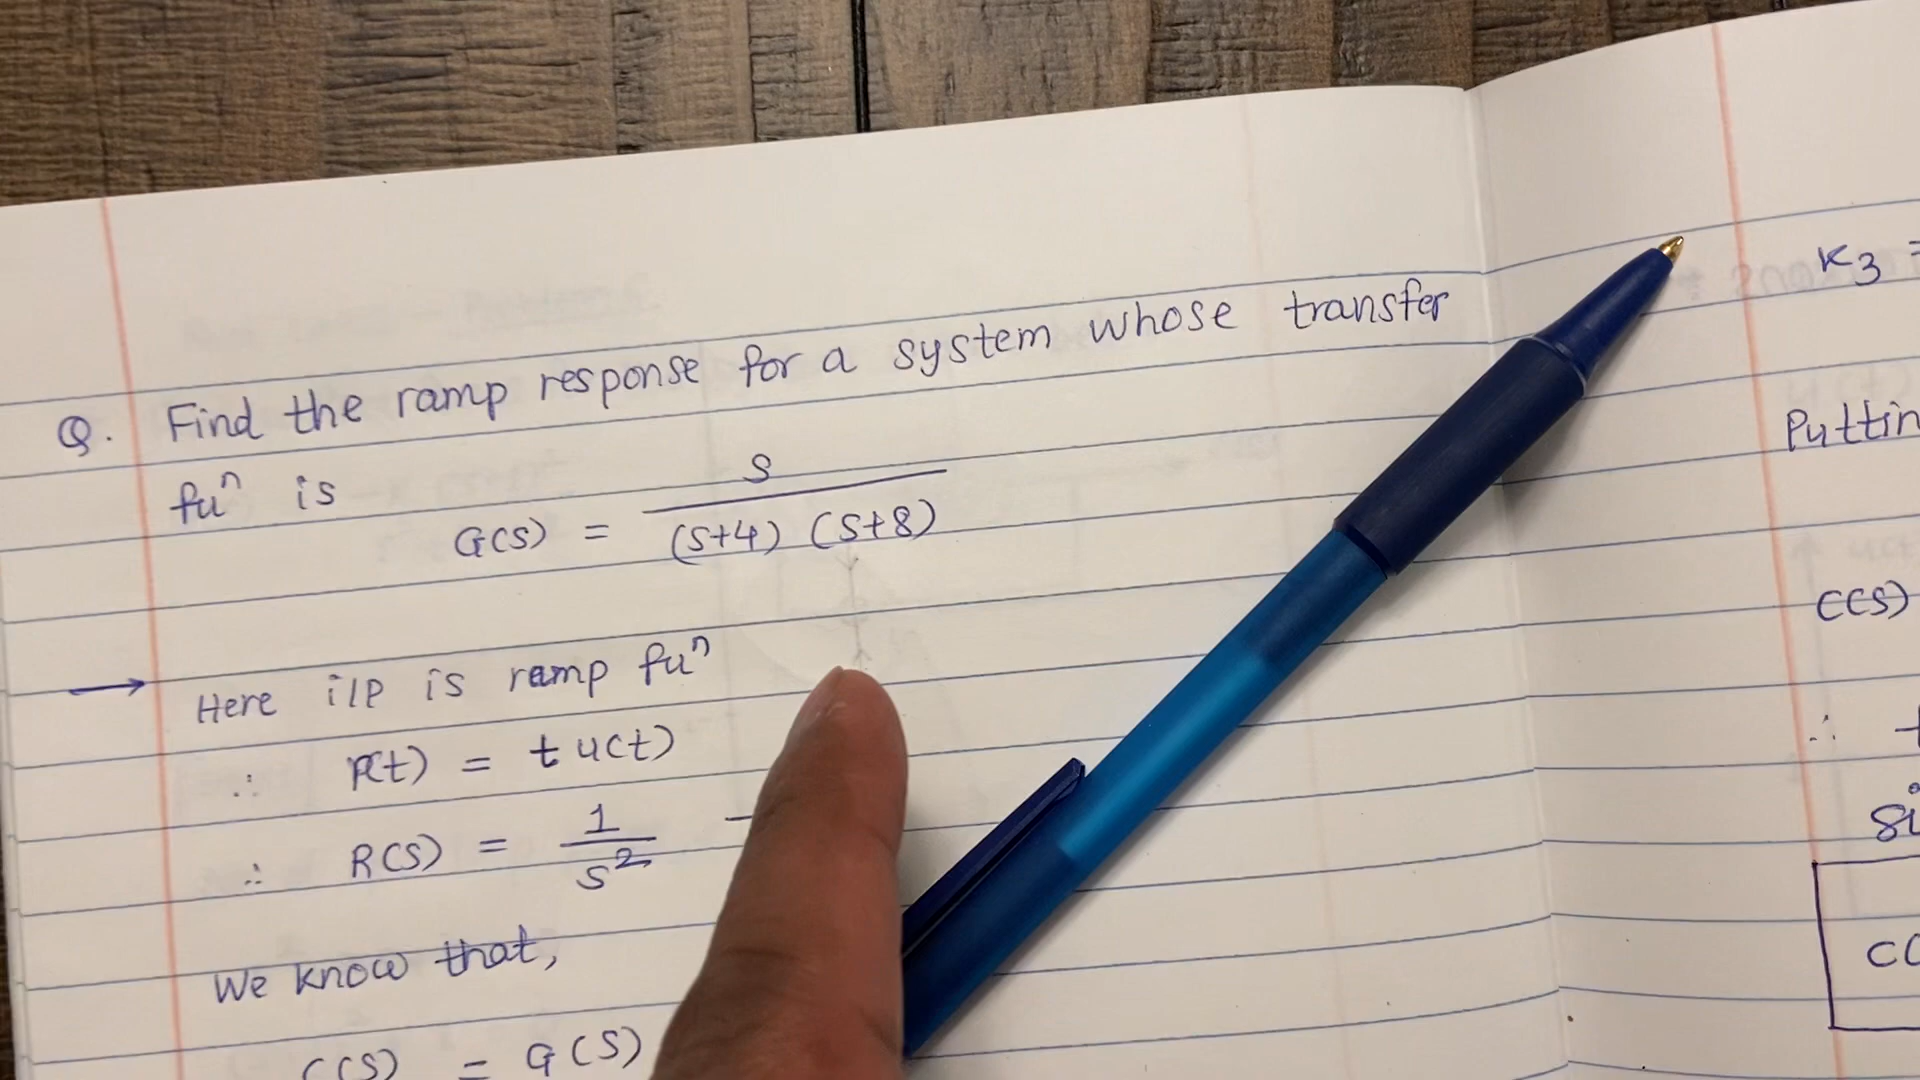 Q. Find the ramp response for a system whose transfer
fuⁿ is
G(s) = s / (s+4) (s+8)
→ Here i/p is ramp fuⁿ
∴ r(t) = t u(t)
∴ R(s) = 1 / s²
We know that,
C(s) = G(s)
K3 =
C(s)
∴